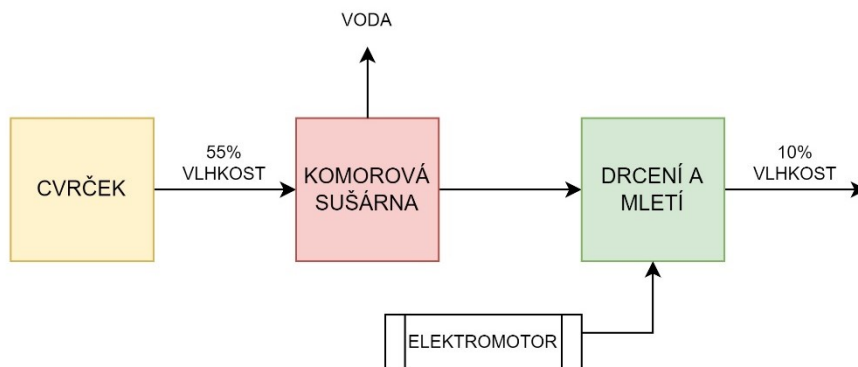 VODA
CVRČEK
55%
VLHKOST
KOMOROVÁ
SUŠÁRNA
DRCENÍ A
MLETÍ
10%
VLHKOST
ELEKTROMOTOR